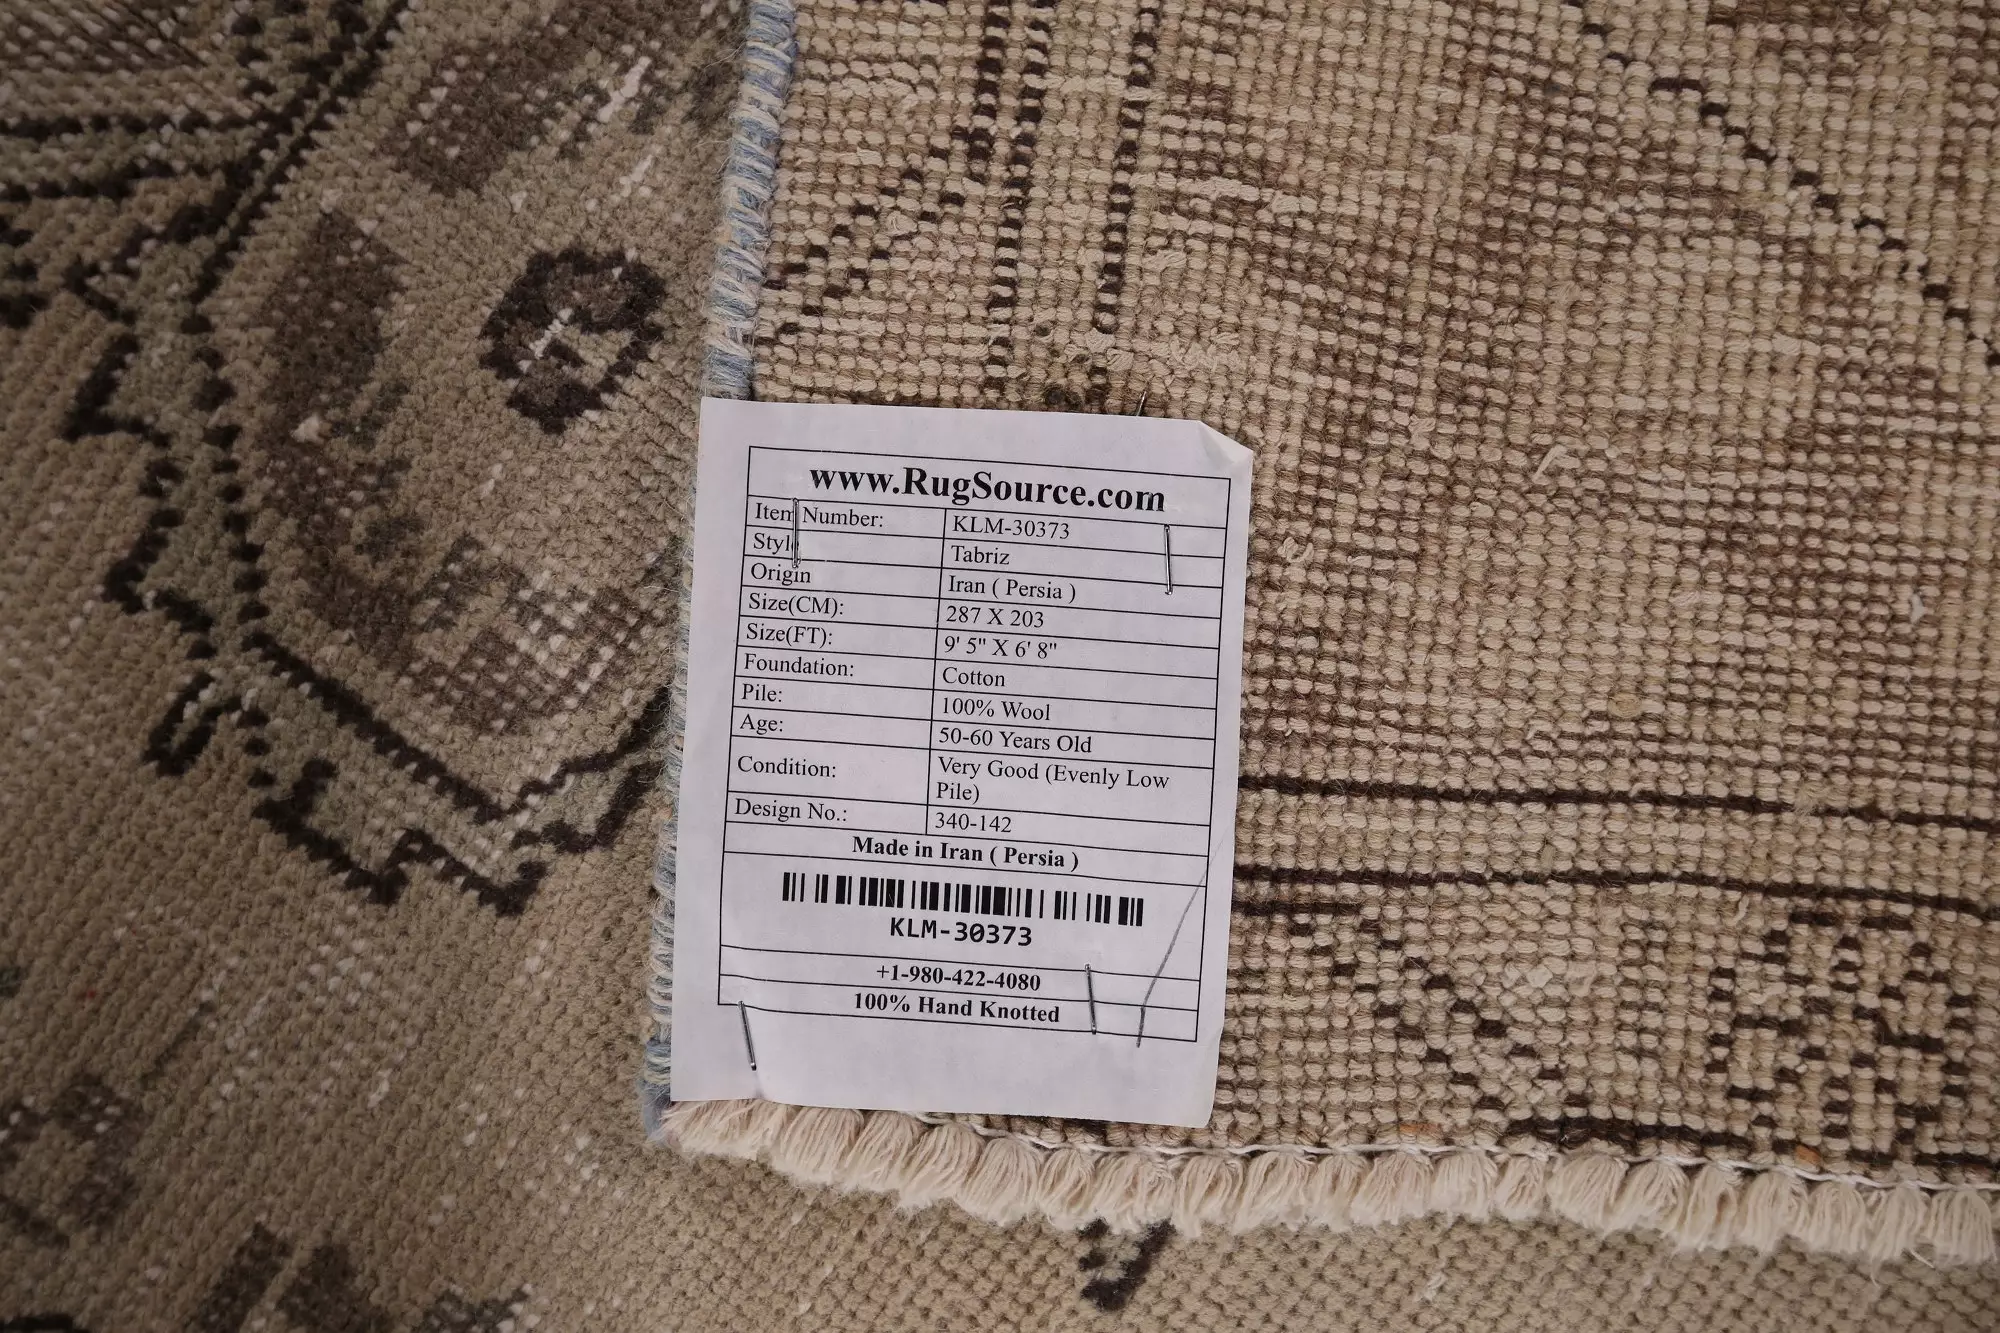 www.RugSource.com
Item Number: KLM-30373
Style Tabriz
Origin Iran ( Persia )
Size(CM): 287 X 203
Size(FT): 9' 5" X 6' 8"
Foundation: Cotton
Pile: 100% Wool
Age: 50-60 Years Old
Condition: Very Good (Evenly Low
Pile)
Design No.: 340-142
Made in Iran ( Persia )
KLM-30373
+1-980-422-4080
100% Hand Knotted